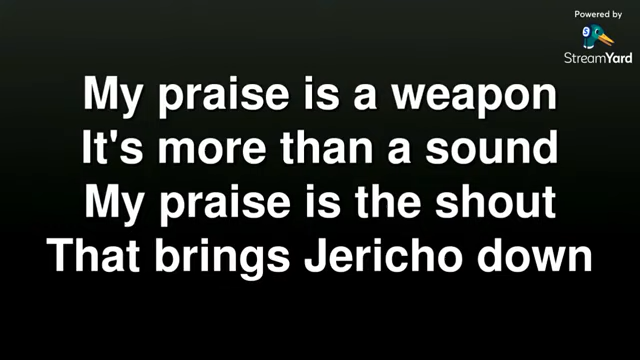 Powered by
StreamYard
My praise is a weapon
It's more than a sound
My praise is the shout
That brings Jericho down